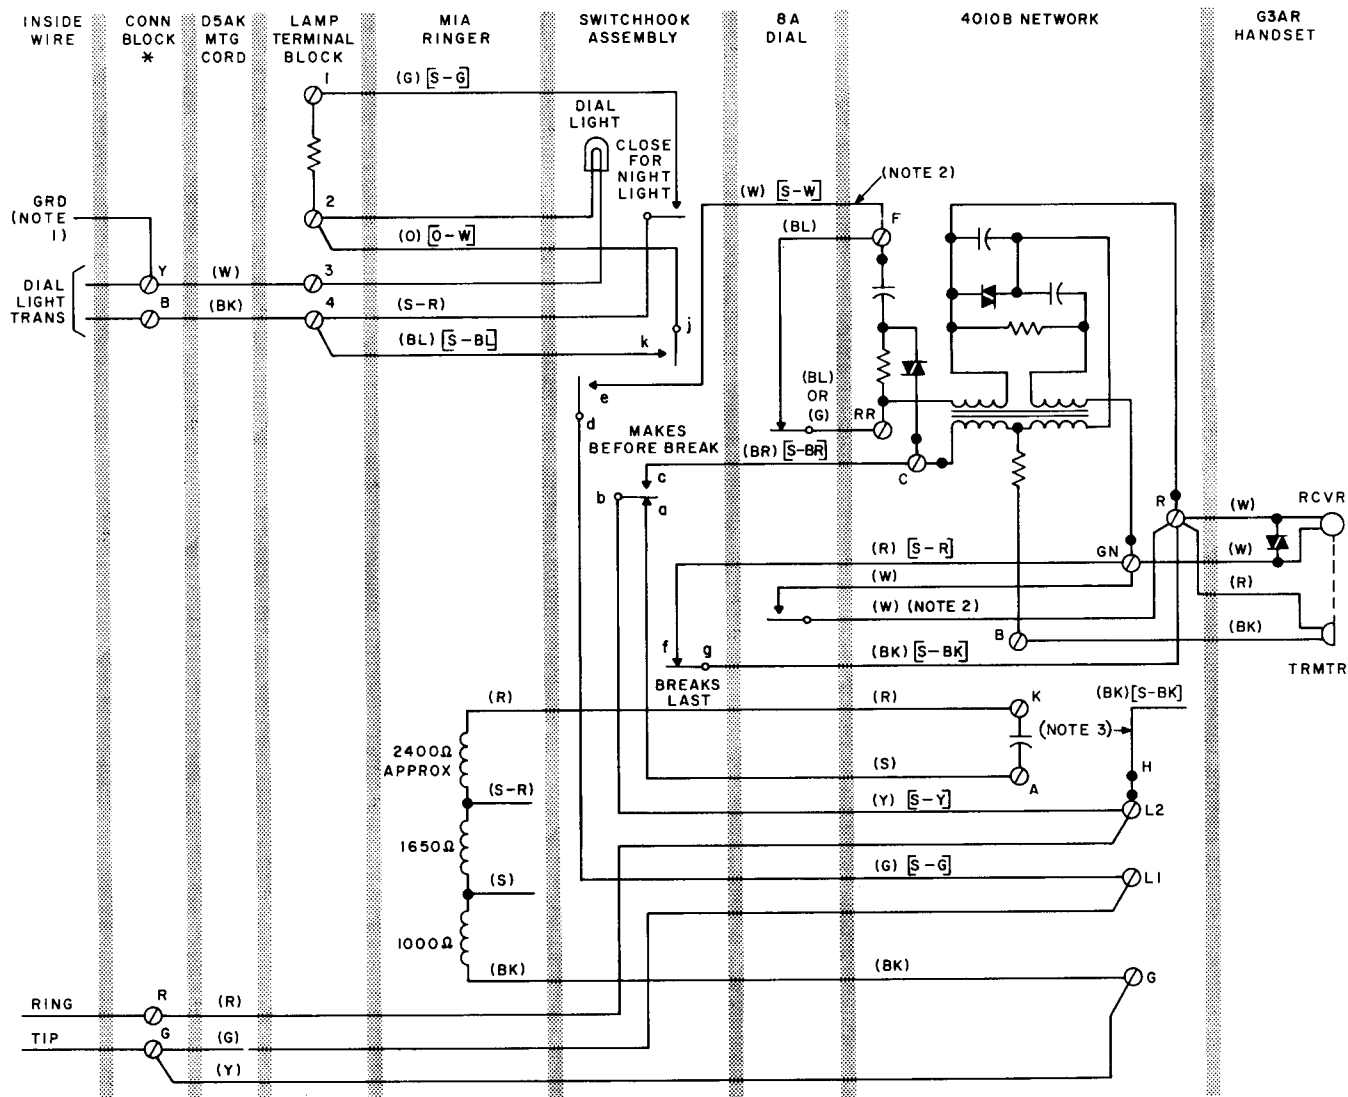 INSIDE WIRE
CONN BLOCK *
D5AK MTG CORD
LAMP TERMINAL BLOCK
M1A RINGER
SWITCHHOOK ASSEMBLY
8A DIAL
4010B NETWORK
G3AR HANDSET
1
(G) [S-G]
DIAL LIGHT
CLOSE FOR NIGHT LIGHT
(W) [S-W]
(NOTE 2)
GRD (NOTE 1)
2
(O) [O-W]
(BL)
F
Y
(W)
3
DIAL LIGHT TRANS
B
(BK)
4
(S-R)
j
(BL) [S-BL]
k
e
d
(BL) OR (G)
RR
MAKES BEFORE BREAK
(BR) [S-BR]
C
c
b
a
R
(W)
RCVR
(R) [S-R]
GN
(W)
(W)
(R)
(W) (NOTE 2)
B
(BK)
f
g
(BK) [S-BK]
TRMTR
BREAKS LAST
(R)
(R)
K
(BK) [S-BK]
(NOTE 3)
2400Ω APPROX
(S)
A
H
(S-R)
(Y) [S-Y]
L2
1650Ω
(S)
(G) [S-G]
L1
1000Ω
(BK)
(BK)
G
RING
R
(R)
TIP
G
(G)
(Y)